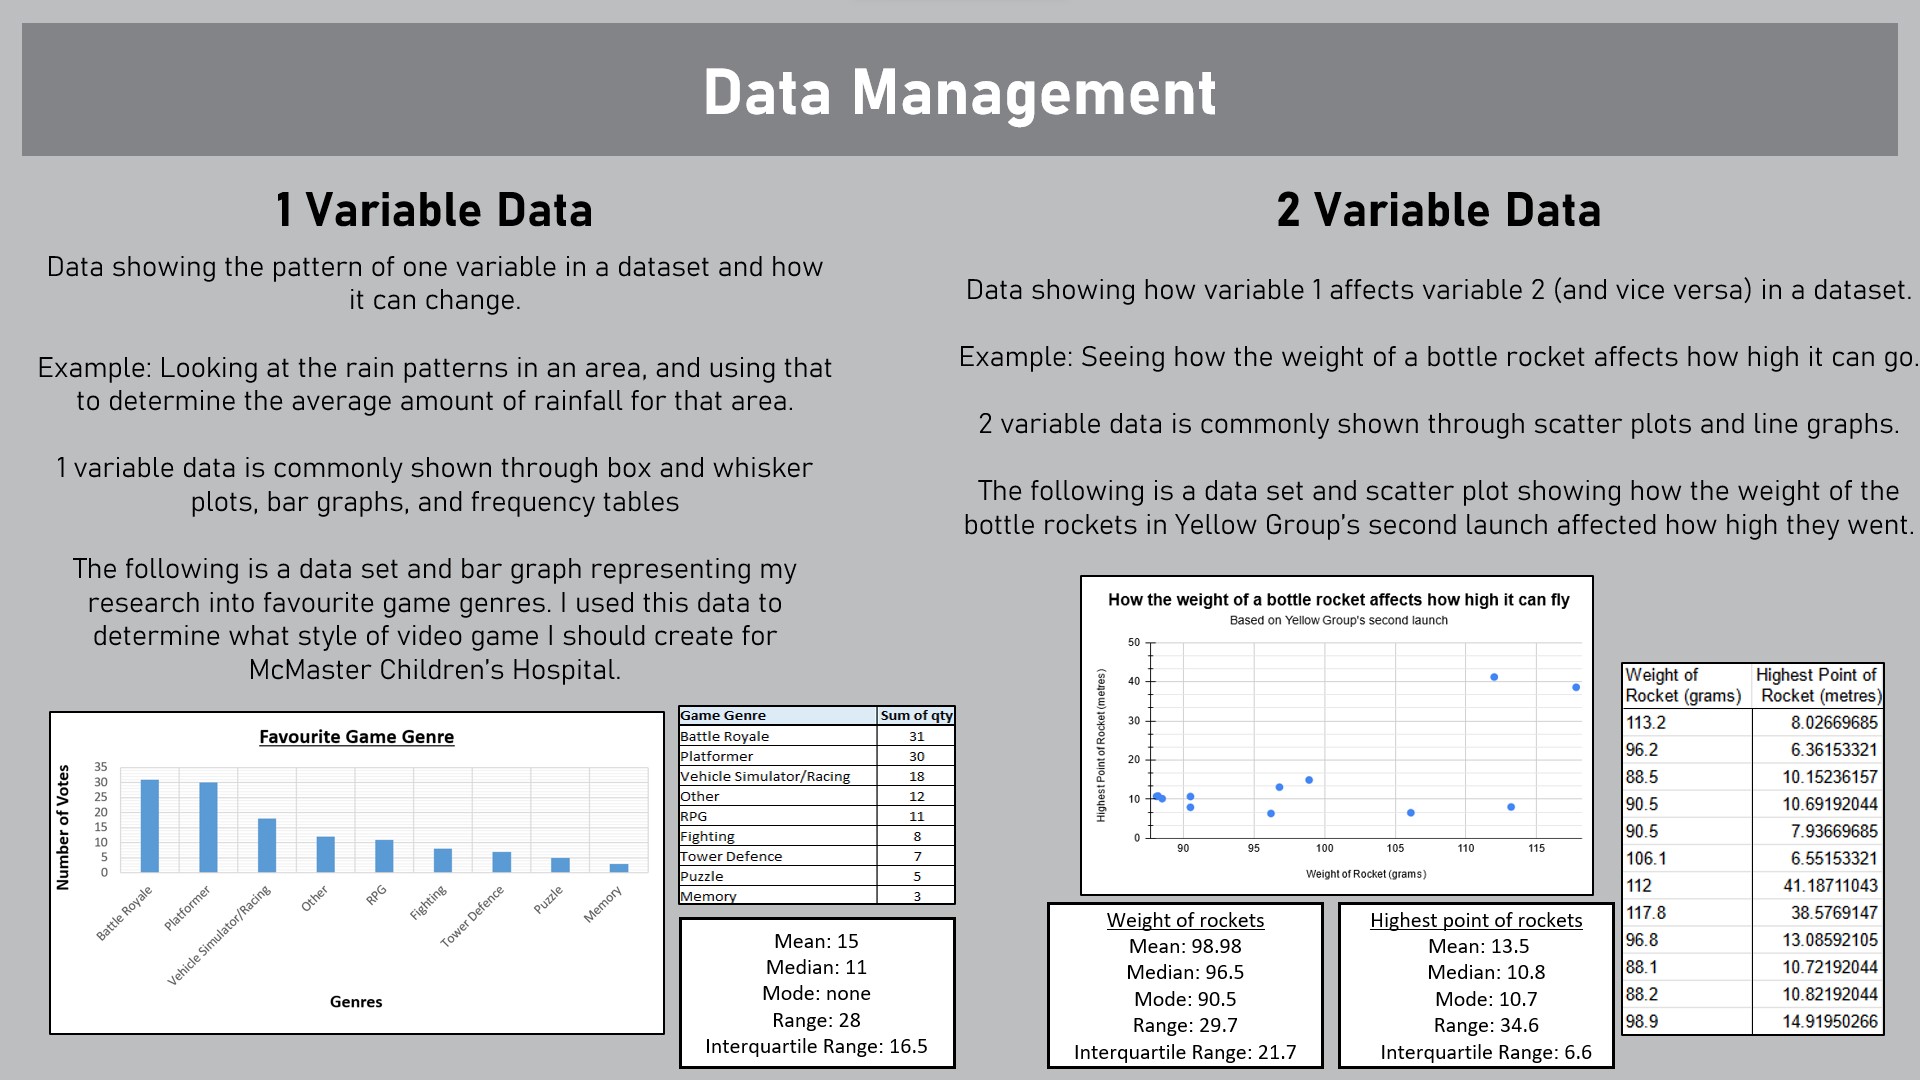 Data Management
1 Variable Data
Data showing the pattern of one variable in a dataset and how
it can change.
Example: Looking at the rain patterns in an area, and using that
to determine the average amount of rainfall for that area.
1 variable data is commonly shown through box and whisker
plots, bar graphs, and frequency tables
The following is a data set and bar graph representing my
research into favourite game genres. I used this data to
determine what style of video game I should create for
McMaster Children's Hospital.
Favourite Game Genre
Number of Votes
35
30
25
20
15
10
5
0
Battle Royale
Platformer
Vehicle Simulator/Racing
Other
RPG
Fighting
Tower Defence
Puzzle
Memory
Genres
Game Genre Sum of qty
Battle Royale 31
Platformer 30
Vehicle Simulator/Racing 18
Other 12
RPG 11
Fighting 8
Tower Defence 7
Puzzle 5
Memory 3
Mean: 15
Median: 11
Mode: none
Range: 28
Interquartile Range: 16.5
2 Variable Data
Data showing how variable 1 affects variable 2 (and vice versa) in a dataset.
Example: Seeing how the weight of a bottle rocket affects how high it can go.
2 variable data is commonly shown through scatter plots and line graphs.
The following is a data set and scatter plot showing how the weight of the
bottle rockets in Yellow Group's second launch affected how high they went.
How the weight of a bottle rocket affects how high it can fly
Based on Yellow Group's second launch
Highest Point of Rocket (metres)
50
40
30
20
10
0
90 95 100 105 110 115
Weight of Rocket (grams)
Weight of rockets
Mean: 98.98
Median: 96.5
Mode: 90.5
Range: 29.7
Interquartile Range: 21.7
Highest point of rockets
Mean: 13.5
Median: 10.8
Mode: 10.7
Range: 34.6
Interquartile Range: 6.6
Weight of Highest Point of
Rocket (grams) Rocket (metres)
113.2 8.02669685
96.2 6.36153321
88.5 10.15236157
90.5 10.69192044
90.5 7.93669685
106.1 6.55153321
112 41.18711043
117.8 38.5769147
96.8 13.08592105
88.1 10.72192044
88.2 10.82192044
98.9 14.91950266